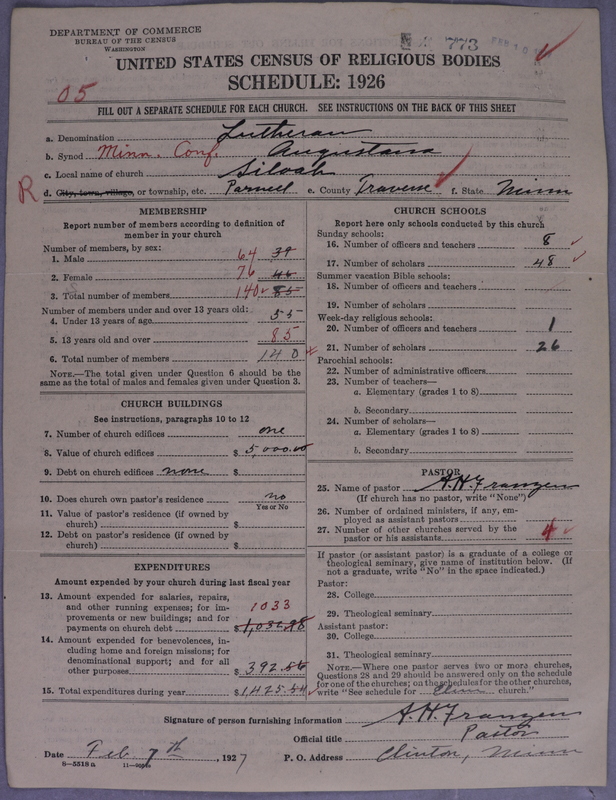 DEPARTMENT OF COMMERCE
BUREAU OF THE CENSUS
WASHINGTON
773
FEB 10
UNITED STATES CENSUS OF RELIGIOUS BODIES
SCHEDULE: 1926
05
FILL OUT A SEPARATE SCHEDULE FOR EACH CHURCH. SEE INSTRUCTIONS ON THE BACK OF THIS SHEET
a. Denomination Lutheran
b. Synod Minn. Conf. Augustana
c. Local name of church Siloah
R d. City, town, village, or township, etc. Parnell e. County Traverse f. State Minn
MEMBERSHIP
Report number of members according to definition of
member in your church
Number of members, by sex:
1. Male 64 39
2. Female 76 46
3. Total number of members 140 85
Number of members under and over 13 years old:
4. Under 13 years of age 55
5. 13 years old and over 85
6. Total number of members 140
NOTE.—The total given under Question 6 should be the
same as the total of males and females given under Question 3.
CHURCH BUILDINGS
See instructions, paragraphs 10 to 12
7. Number of church edifices one
8. Value of church edifices $ 5,000.00
9. Debt on church edifices none $
10. Does church own pastor's residence no
Yes or No
11. Value of pastor's residence (if owned by
church) $
12. Debt on pastor's residence (if owned by
church) $
EXPENDITURES
Amount expended by your church during last fiscal year
13. Amount expended for salaries, repairs,
and other running expenses; for im-
provements or new buildings; and for
payments on church debt 1033 $ 1,032.98
14. Amount expended for benevolences, in-
cluding home and foreign missions; for
denominational support; and for all
other purposes $ 392.56
15. Total expenditures during year $ 1425.54
CHURCH SCHOOLS
Report here only schools conducted by this church
Sunday schools:
16. Number of officers and teachers 8
17. Number of scholars 48
Summer vacation Bible schools:
18. Number of officers and teachers
19. Number of scholars
Week-day religious schools:
20. Number of officers and teachers 1
21. Number of scholars 26
Parochial schools:
22. Number of administrative officers
23. Number of teachers—
a. Elementary (grades 1 to 8)
b. Secondary
24. Number of scholars—
a. Elementary (grades 1 to 8)
b. Secondary
PASTOR
25. Name of pastor A.H. Franzen
(If church has no pastor, write "None")
26. Number of ordained ministers, if any, em-
ployed as assistant pastors
27. Number of other churches served by the
pastor or his assistants 4
If pastor (or assistant pastor) is a graduate of a college or
theological seminary, give name of institution below. (If
not a graduate, write "No" in the space indicated.)
Pastor:
28. College
29. Theological seminary
Assistant pastor:
30. College
31. Theological seminary
NOTE.—Where one pastor serves two or more churches,
Questions 28 and 29 should be answered only on the schedule
for one of the churches; on the schedules for the other churches,
write "See schedule for church."
Signature of person furnishing information A. H. Franzen
Official title Pastor
Date Feb 7th, 1927 P. O. Address Clinton, Minn
8—5518a